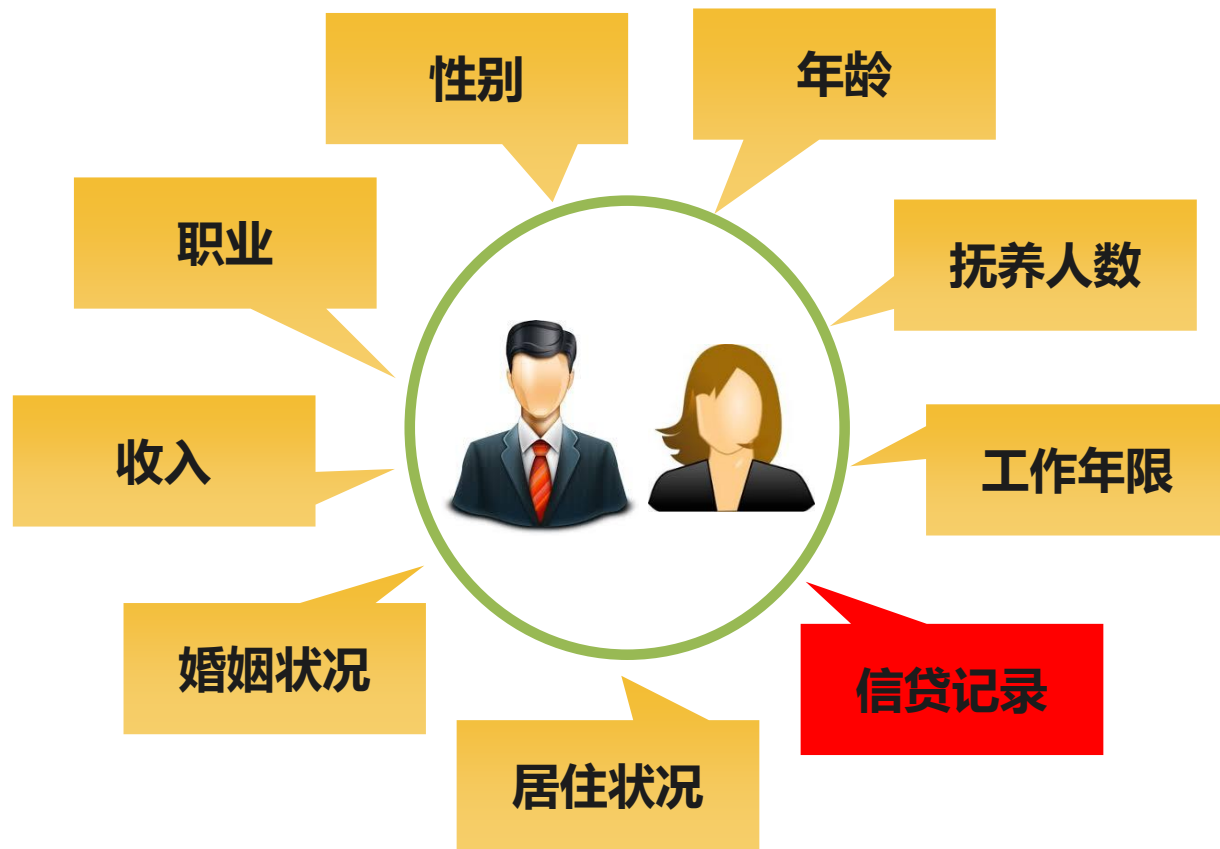 性别
年龄
职业
抚养人数
收入
工作年限
婚姻状况
信贷记录
居住状况